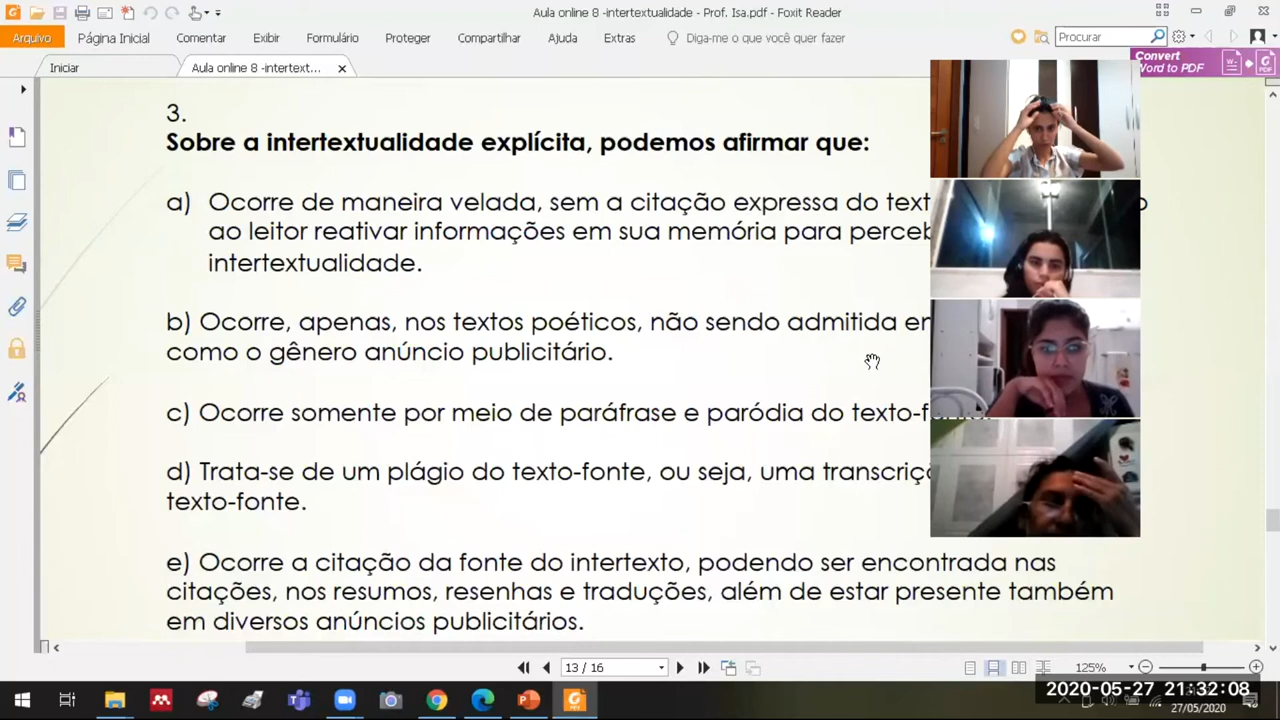 Aula online 8 -intertextualidade - Prof. Isa.pdf - Foxit Reader
Arquivo Página Inicial Comentar Exibir Formulário Proteger Compartilhar Ajuda Extras Diga-me o que você quer fazer Procurar
Iniciar Aula online 8 -intertext... Convert
Word to PDF
3.
Sobre a intertextualidade explícita, podemos afirmar que:
a) Ocorre de maneira velada, sem a citação expressa do
ao leitor reativar informações em sua memória para
intertextualidade.
b) Ocorre, apenas, nos textos poéticos, não sendo admitida
como o gênero anúncio publicitário.
c) Ocorre somente por meio de paráfrase e paródia do
d) Trata-se de um plágio do texto-fonte, ou seja, uma
texto-fonte.
e) Ocorre a citação da fonte do intertexto, podendo ser encontrada nas
citações, nos resumos, resenhas e traduções, além de estar presente também
em diversos anúncios publicitários.
13 / 16 125%
2020-05-27 21:32:08
27/05/2020